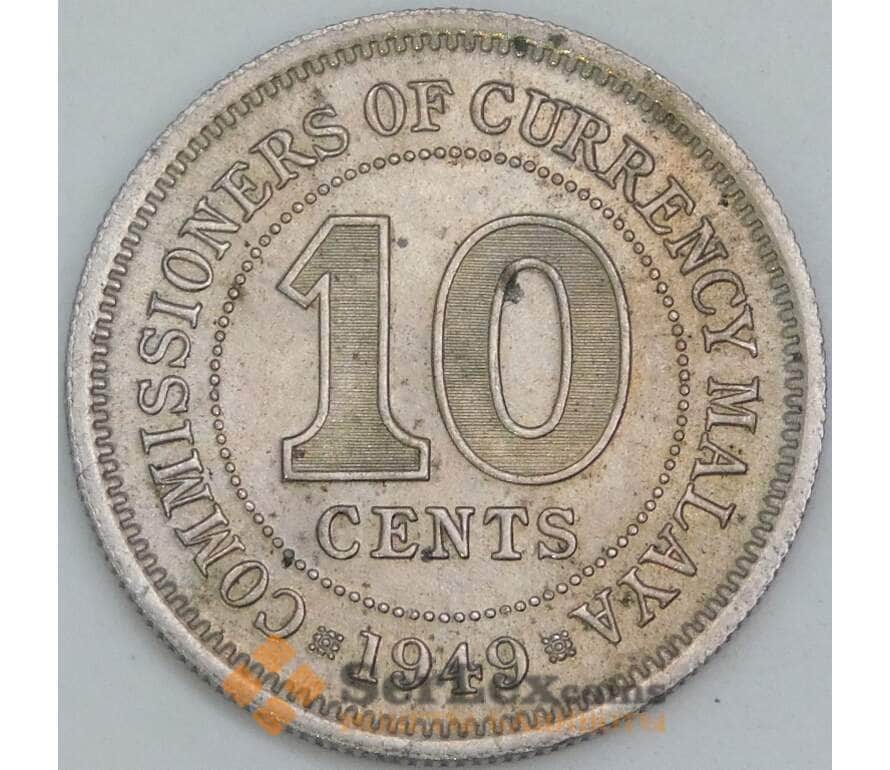 COMMISSIONERS OF CURRENCY MALAYA
10
CENTS
1949